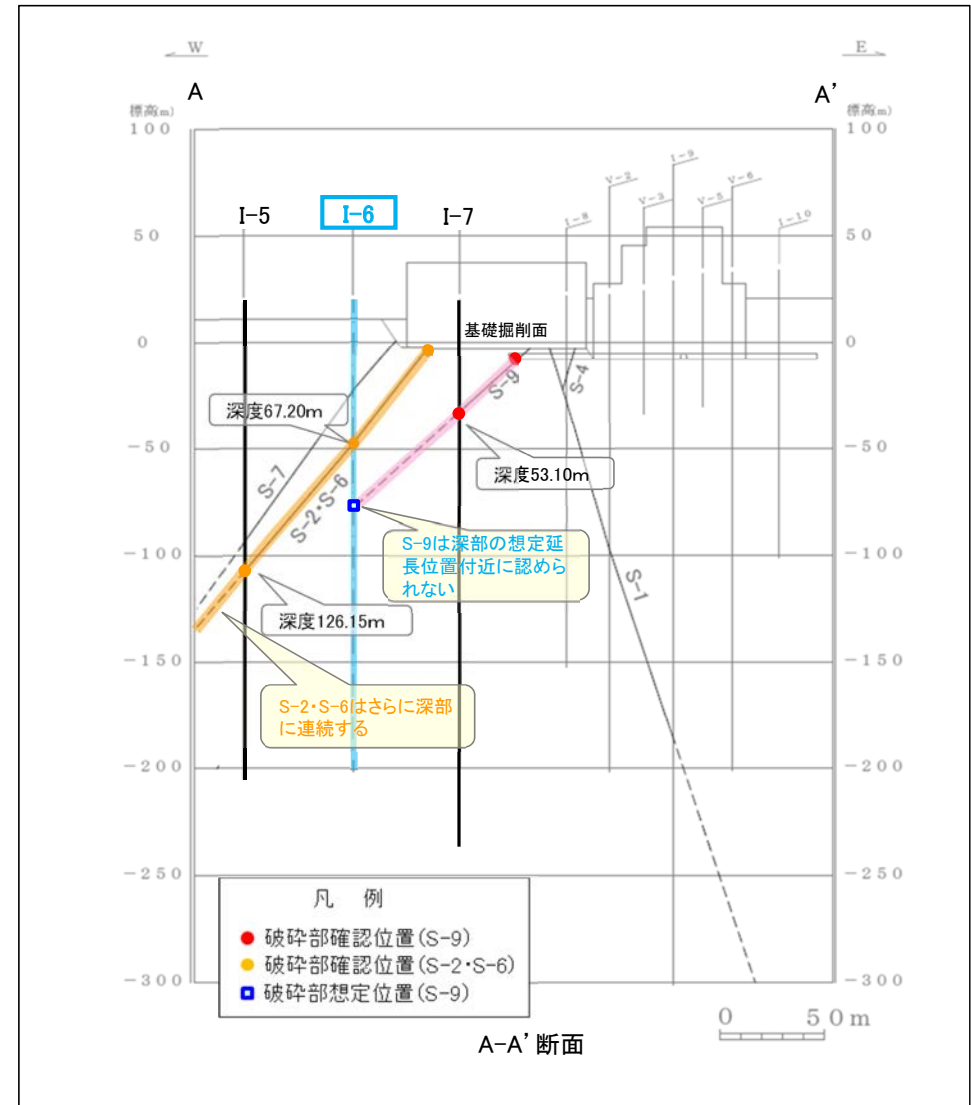 W
E
A
A'
標高(m)
標高(m)
100
100
I-9
V-2
V-6
V-3
V-5
I-5
I-6
I-7
I-8
I-10
50
50
基礎掘削面
0
0
S-9
S-4
深度67.20m
-50
-50
S-7
S-2・S-6
深度53.10m
S-9は深部の想定延
長位置付近に認めら
れない
-100
-100
S-1
深度126.15m
-150
-150
S-2・S-6はさらに深部
に連続する
-200
-200
-250
-250
凡 例
破砕部確認位置(S-9)
破砕部確認位置(S-2・S-6)
破砕部想定位置(S-9)
-300
-300
0 50m
A-A'断面